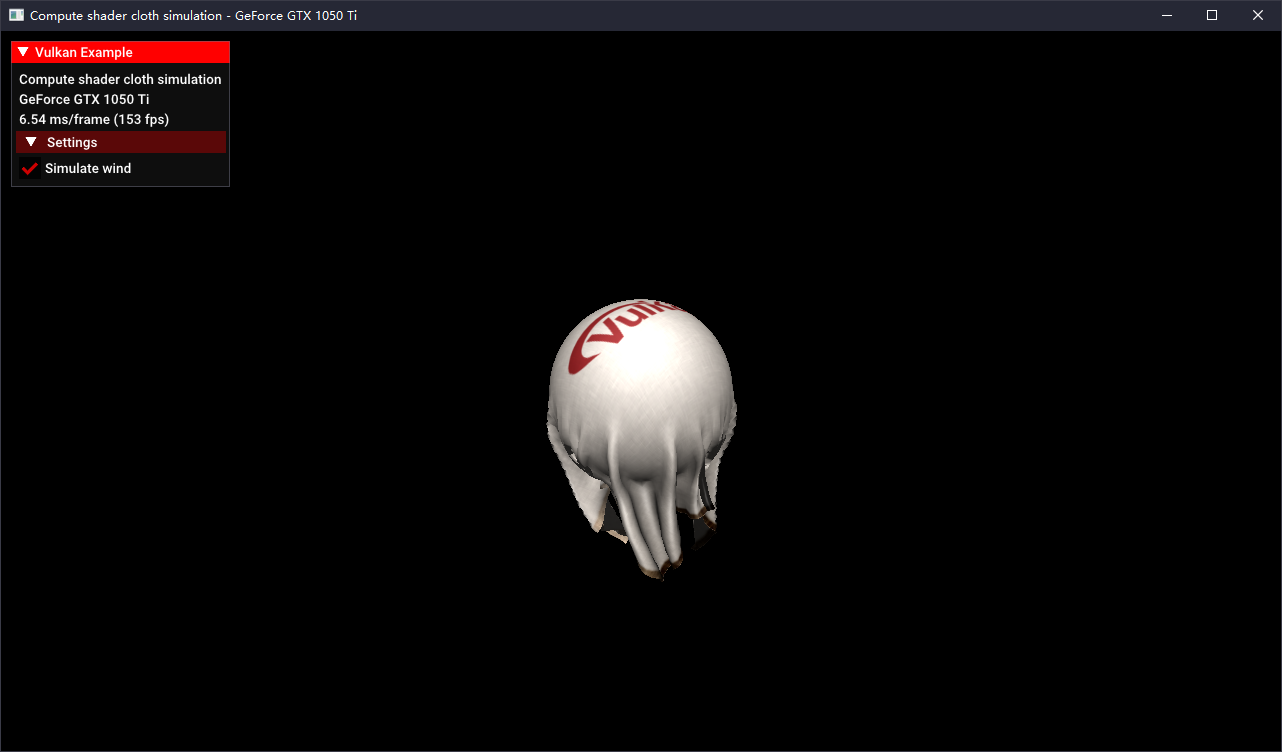 Compute shader cloth simulation - GeForce GTX 1050 Ti
Vulkan Example
Compute shader cloth simulation
GeForce GTX 1050 Ti
6.54 ms/frame (153 fps)
Settings
Simulate wind